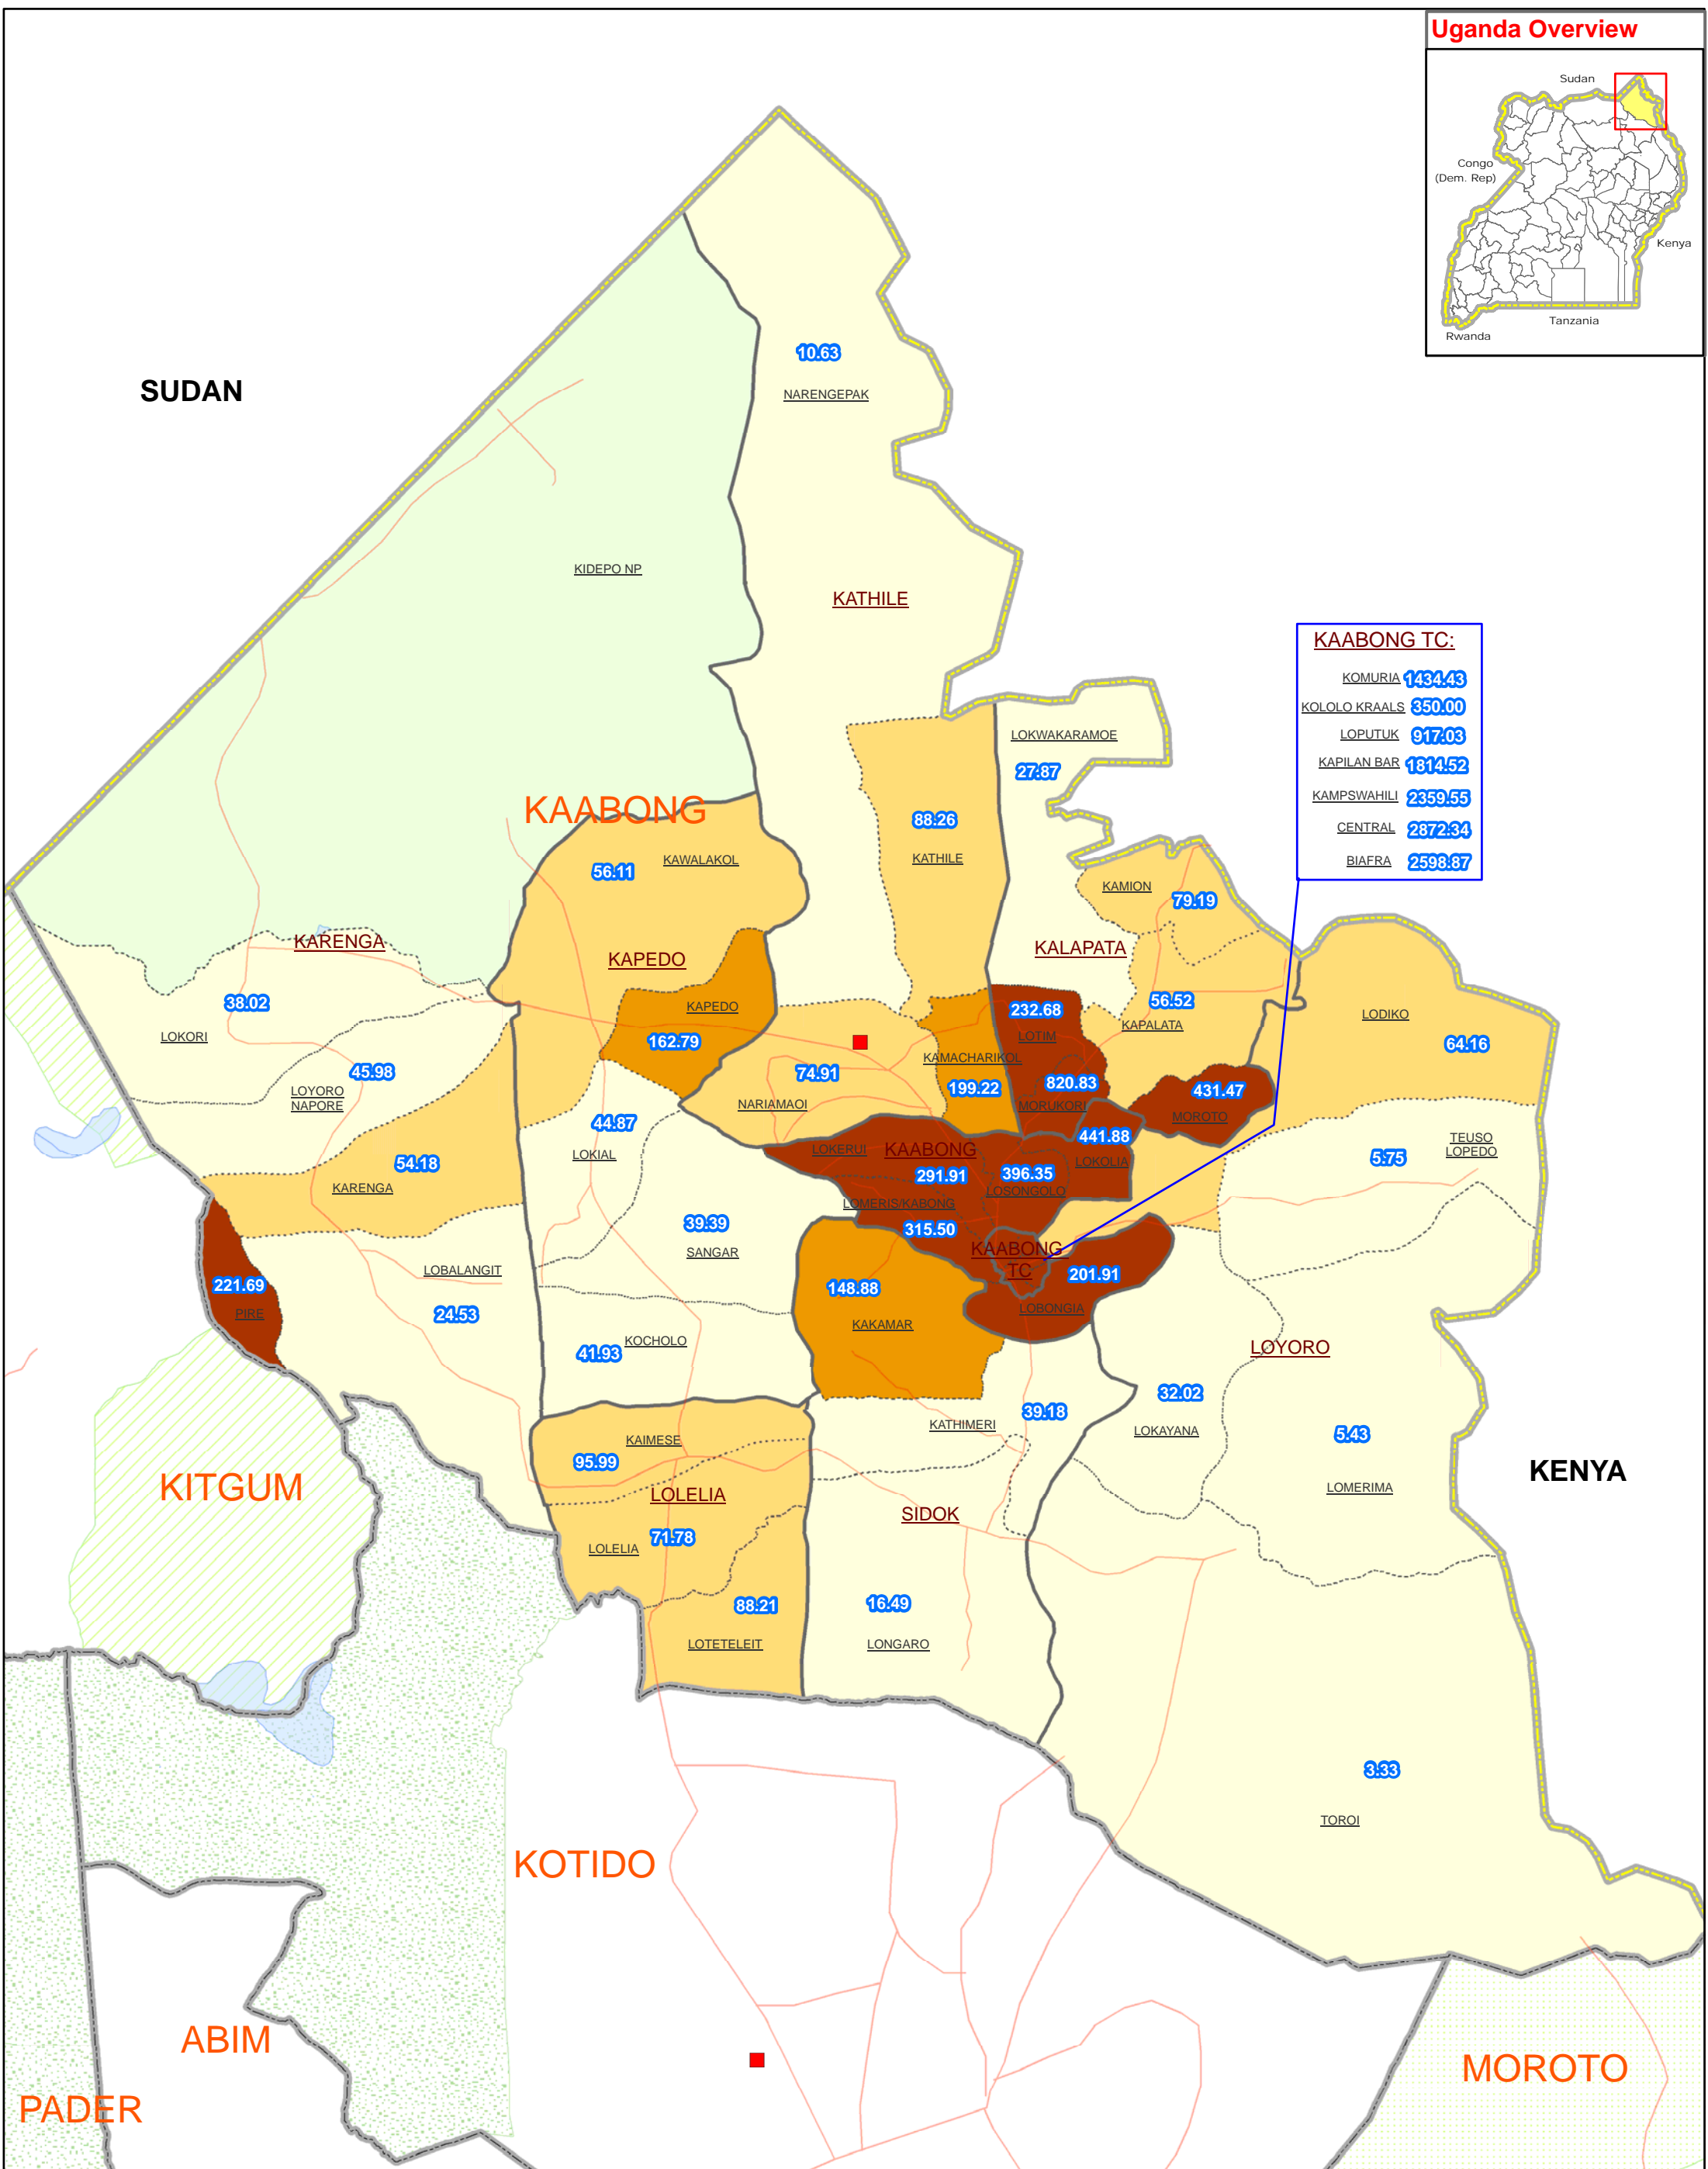 Uganda Overview
Sudan
Congo
(Dem. Rep)
Kenya
Tanzania
Rwanda
SUDAN
10.63
NARENGEPAK
KIDEPO NP
KATHILE
KAABONG TC:
KOMURIA 1434.43
KOLOLO KRAALS 350.00
LOPUTUK 917.03
KAPILAN BAR 1814.52
KAMPSWAHILI 2359.55
CENTRAL 2872.34
BIAFRA 2598.87
LOKWAKARAMOE
27.87
KAABONG
88.26
KATHILE
56.11
KAWALAKOL
KAMION
79.19
KARENGA
KAPEDO
KALAPATA
38.02
LOKORI
KAPEDO
162.79
232.68
LOTIM
56.52
KAPALATA
LODIKO
64.16
45.98
LOYORO
NAPORE
74.91
NARIAMAOI
KAMACHARIKOL
199.22
820.83
MORUKORI
431.47
MOROTO
44.87
LOKIAL
LOKERUI
KAABONG
291.91
396.35
LOSONGOLO
441.88
LOKOLIA
5.75
TEUSO
LOPEDO
54.18
KARENGA
LOMERIS/KABONG
315.50
39.39
SANGAR
KAABONG
TC
201.91
LOBONGIA
221.69
PIRE
LOBALANGIT
24.53
148.88
KAKAMAR
41.93
KOCHOLO
LOYORO
32.02
LOKAYANA
39.18
KATHIMERI
5.43
LOMERIMA
KENYA
KAIMESE
95.99
KITGUM
LOLELIA
SIDOK
71.78
LOLELIA
88.21
LOTETELEIT
16.49
LONGARO
3.33
TOROI
KOTIDO
ABIM
MOROTO
PADER